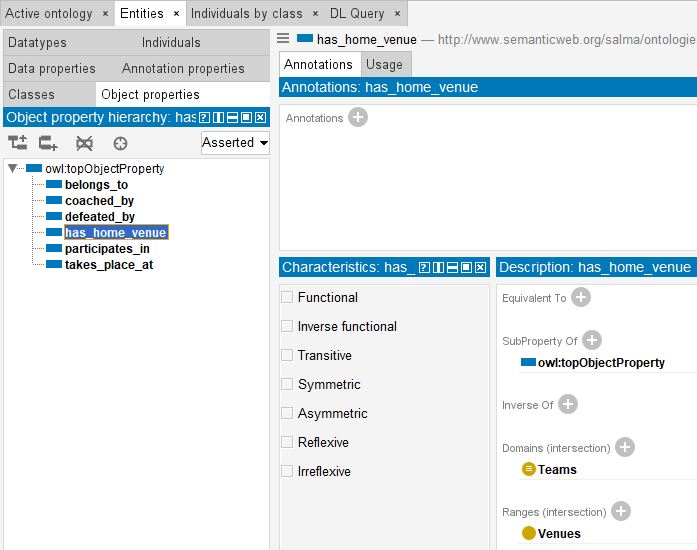 Active ontology × Entities × Individuals by class × DL Query ×
Datatypes Individuals
Data properties Annotation properties
Classes Object properties
Object property hierarchy: has
Asserted
owl:topObjectProperty
belongs_to
coached_by
defeated_by
has_home_venue
participates_in
takes_place_at
has_home_venue — http://www.semanticweb.org/salma/ontologie
Annotations Usage
Annotations: has_home_venue
Annotations
Characteristics: has_
Functional
Inverse functional
Transitive
Symmetric
Asymmetric
Reflexive
Irreflexive
Description: has_home_venue
Equivalent To
SubProperty Of
owl:topObjectProperty
Inverse Of
Domains (intersection)
Teams
Ranges (intersection)
Venues